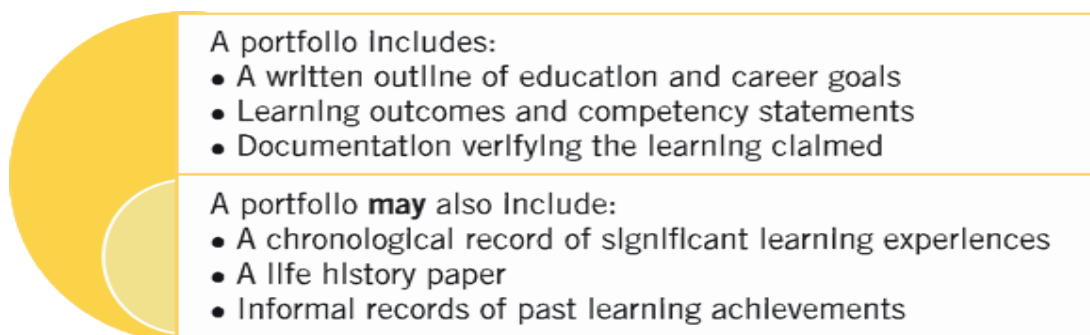 A portfolio includes:
• A written outline of education and career goals
• Learning outcomes and competency statements
• Documentation verifying the learning claimed
A portfolio may also include:
• A chronological record of significant learning experiences
• A life history paper
• Informal records of past learning achievements